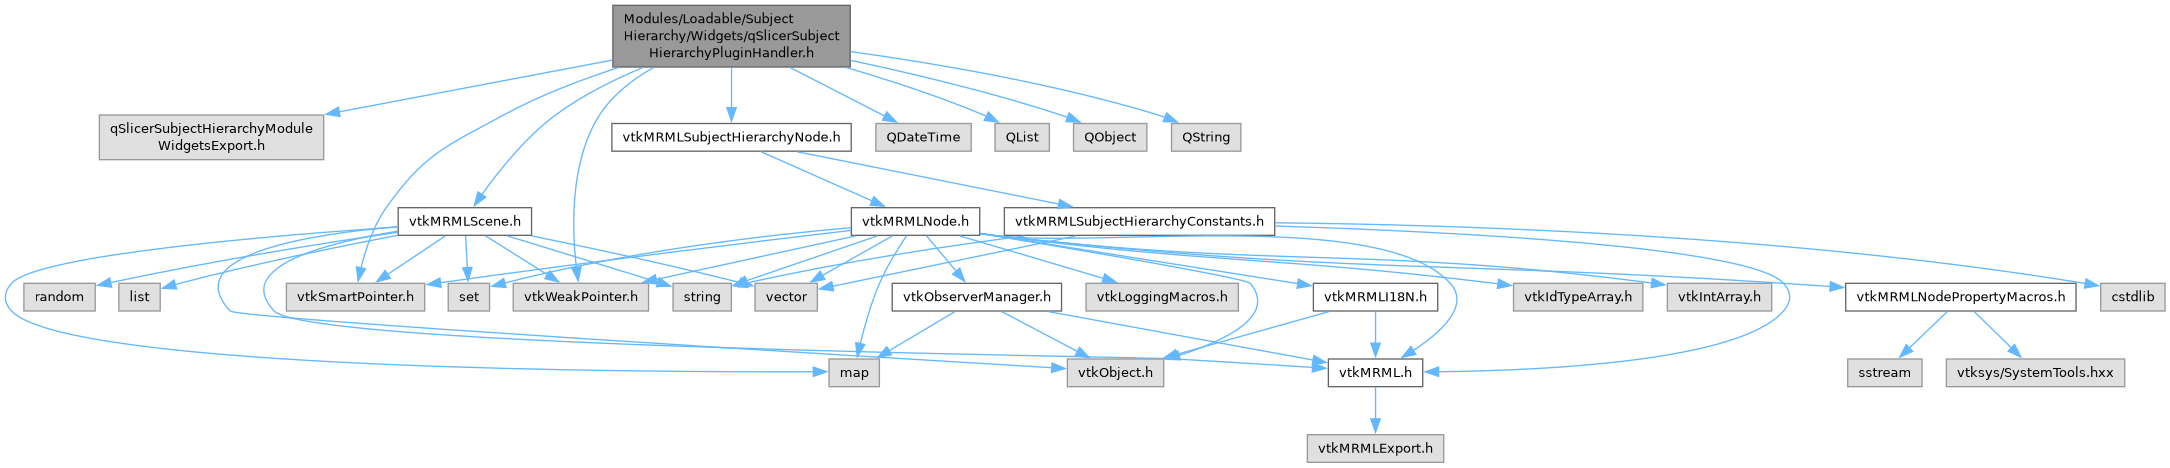 Modules/Loadable/Subject
Hierarchy/Widgets/qSlicerSubject
HierarchyPluginHandler.h
qSlicerSubjectHierarchyModule
WidgetsExport.h
vtkMRMLSubjectHierarchyNode.h
QDateTime
QList
QObject
QString
vtkMRMLScene.h
vtkMRMLNode.h
vtkMRMLSubjectHierarchyConstants.h
random
list
vtkSmartPointer.h
set
vtkWeakPointer.h
string
vector
vtkObserverManager.h
vtkLoggingMacros.h
vtkMRMLI18N.h
vtkIdTypeArray.h
vtkIntArray.h
vtkMRMLNodePropertyMacros.h
cstdlib
map
vtkObject.h
vtkMRML.h
sstream
vtksys/SystemTools.hxx
vtkMRMLExport.h